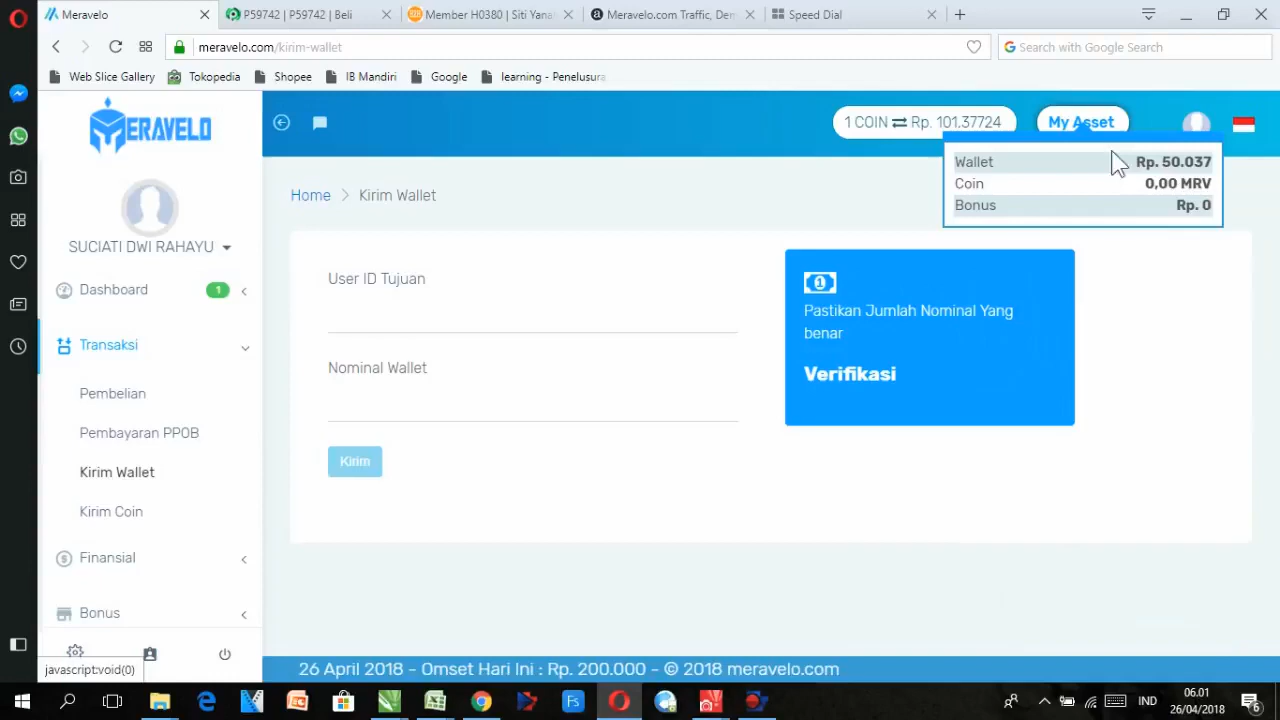 Meravelo
P59742 | P59742 | Beli
Member H0380 | Siti Yana
Meravelo.com Traffic, Dem
Speed Dial
meravelo.com/kirim-wallet
Search with Google Search
Web Slice Gallery
Tokopedia
Shopee
IB Mandiri
Google
learning - Penelusura
MERAVELO
1 COIN ⇄ Rp. 101.37724
My Asset
Wallet Rp. 50.037
Coin 0,00 MRV
Bonus Rp. 0
SUCIATI DWI RAHAYU
Home > Kirim Wallet
Dashboard 1
Transaksi
Pembelian
Pembayaran PPOB
Kirim Wallet
Kirim Coin
Finansial
Bonus
User ID Tujuan
Nominal Wallet
Kirim
1
Pastikan Jumlah Nominal Yang
benar
Verifikasi
javascript:void(0)
26 April 2018 - Omset Hari Ini : Rp. 200.000 - © 2018 meravelo.com
Fs
IND
06.01
26/04/2018
6